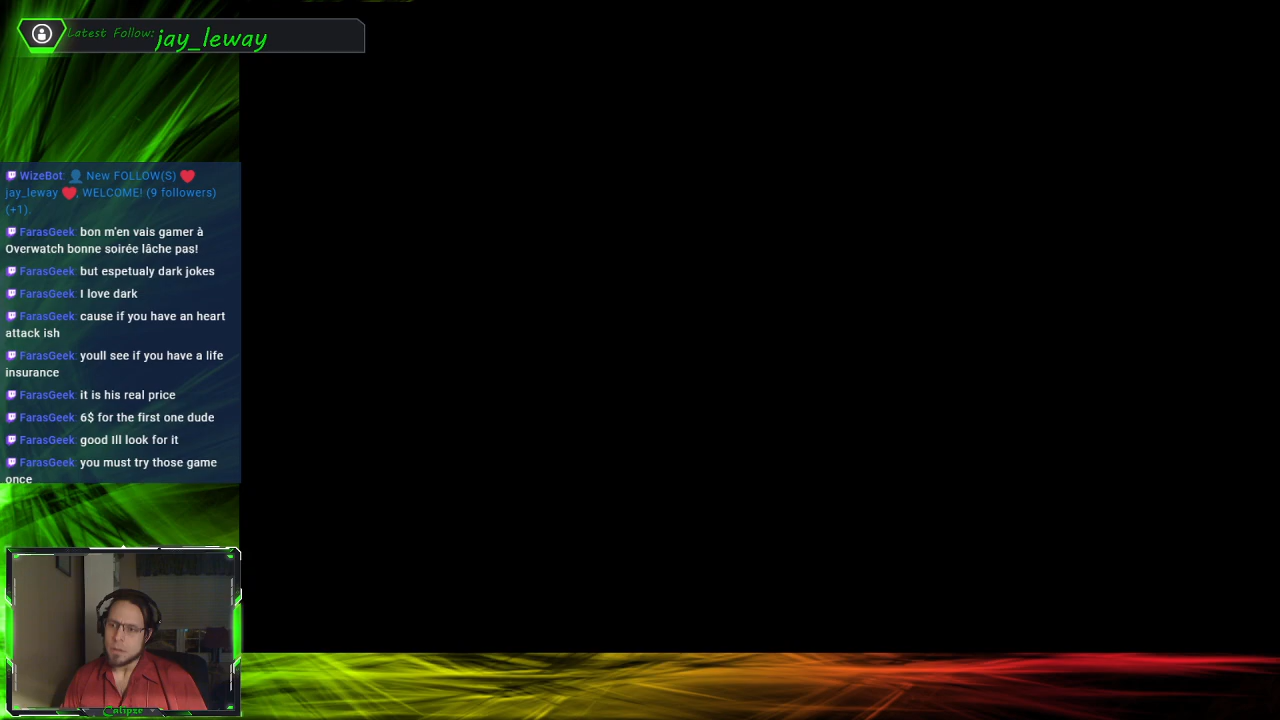 Latest Follow: jay_leway
WizeBot: New FOLLOW(S)
jay_leway , WELCOME! (9 followers)
(+1).
FarasGeek: bon m'en vais gamer à
Overwatch bonne soirée lâche pas!
FarasGeek: but espetualy dark jokes
FarasGeek: I love dark
FarasGeek: cause if you have an heart
attack ish
FarasGeek: youll see if you have a life
insurance
FarasGeek: it is his real price
FarasGeek: 6$ for the first one dude
FarasGeek: good Ill look for it
FarasGeek: you must try those game
once
Calipze